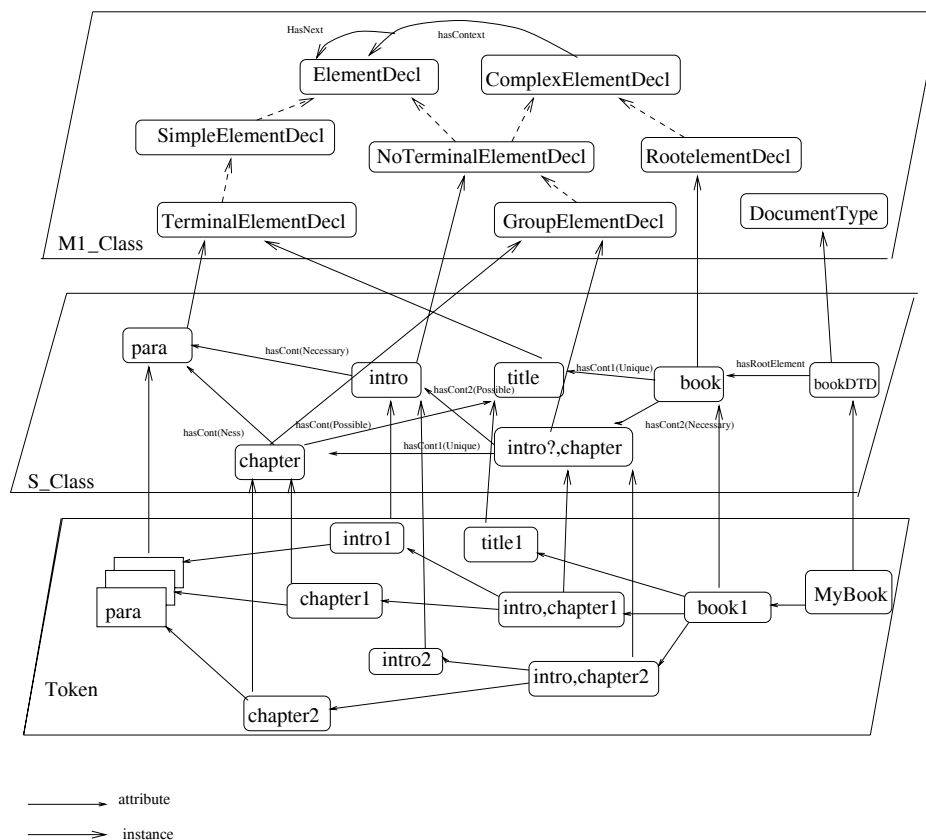 HasNext
hasContext
ElementDecl
ComplexElementDecl
SimpleElementDecl
NoTerminalElementDecl
RootelementDecl
TerminalElementDecl
GroupElementDecl
DocumentType
M1_Class
para
hasCont(Necessary)
intro
hasCont2(Possible)
title
hasCont1(Unique)
book
hasRootElement
bookDTD
hasCont(Ness)
hasCont(Possible)
hasCont1(Unique)
hasCont2(Necessary)
chapter
intro?,chapter
S_Class
intro1
title1
para
chapter1
intro,chapter1
book1
MyBook
intro2
intro,chapter2
Token
chapter2
attribute
instance